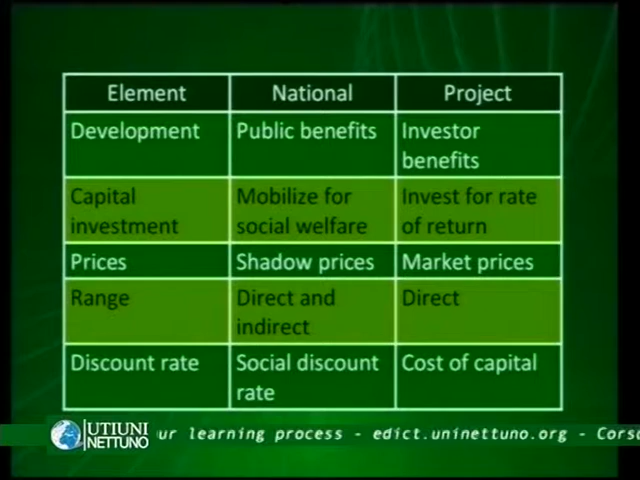 Element National Project
Development Public benefits Investor
benefits
Capital Mobilize for Invest for rate
investment social welfare of return
Prices Shadow prices Market prices
Range Direct and Direct
indirect
Discount rate Social discount Cost of capital
rate
UTIUNI
NETTUNO
ur learning process - edict.uninettuno.org - Corso